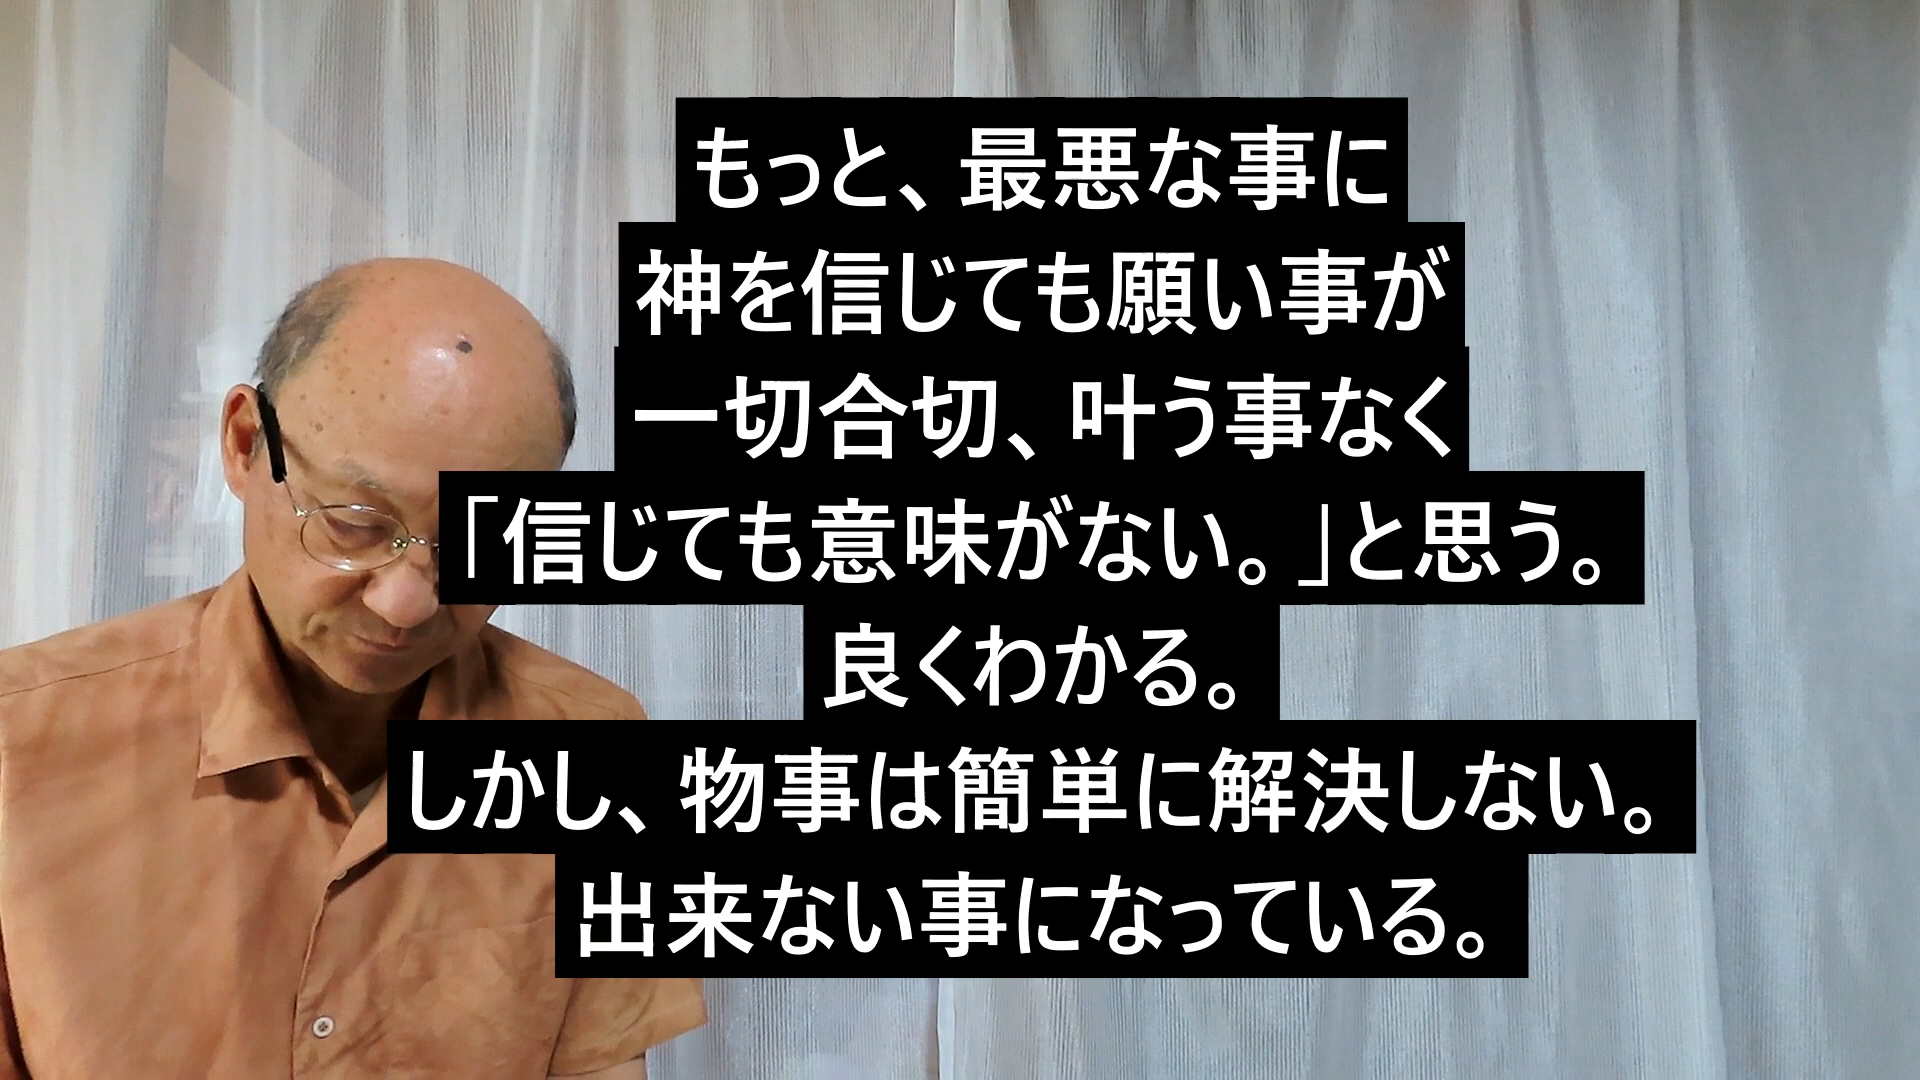 もっと、最悪な事に
神を信じても願い事が
一切合切、叶う事なく
「信じても意味がない。」と思う。
良くわかる。
しかし、物事は簡単に解決しない。
出来ない事になっている。